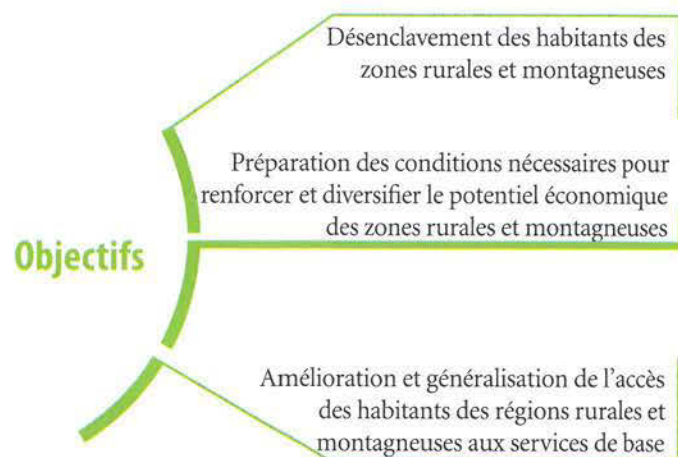 Désenclavement des habitants des
zones rurales et montagneuses
Préparation des conditions nécessaires pour
renforcer et diversifier le potentiel économique
des zones rurales et montagneuses
Objectifs
Amélioration et généralisation de l'accès
des habitants des régions rurales et
montagneuses aux services de base